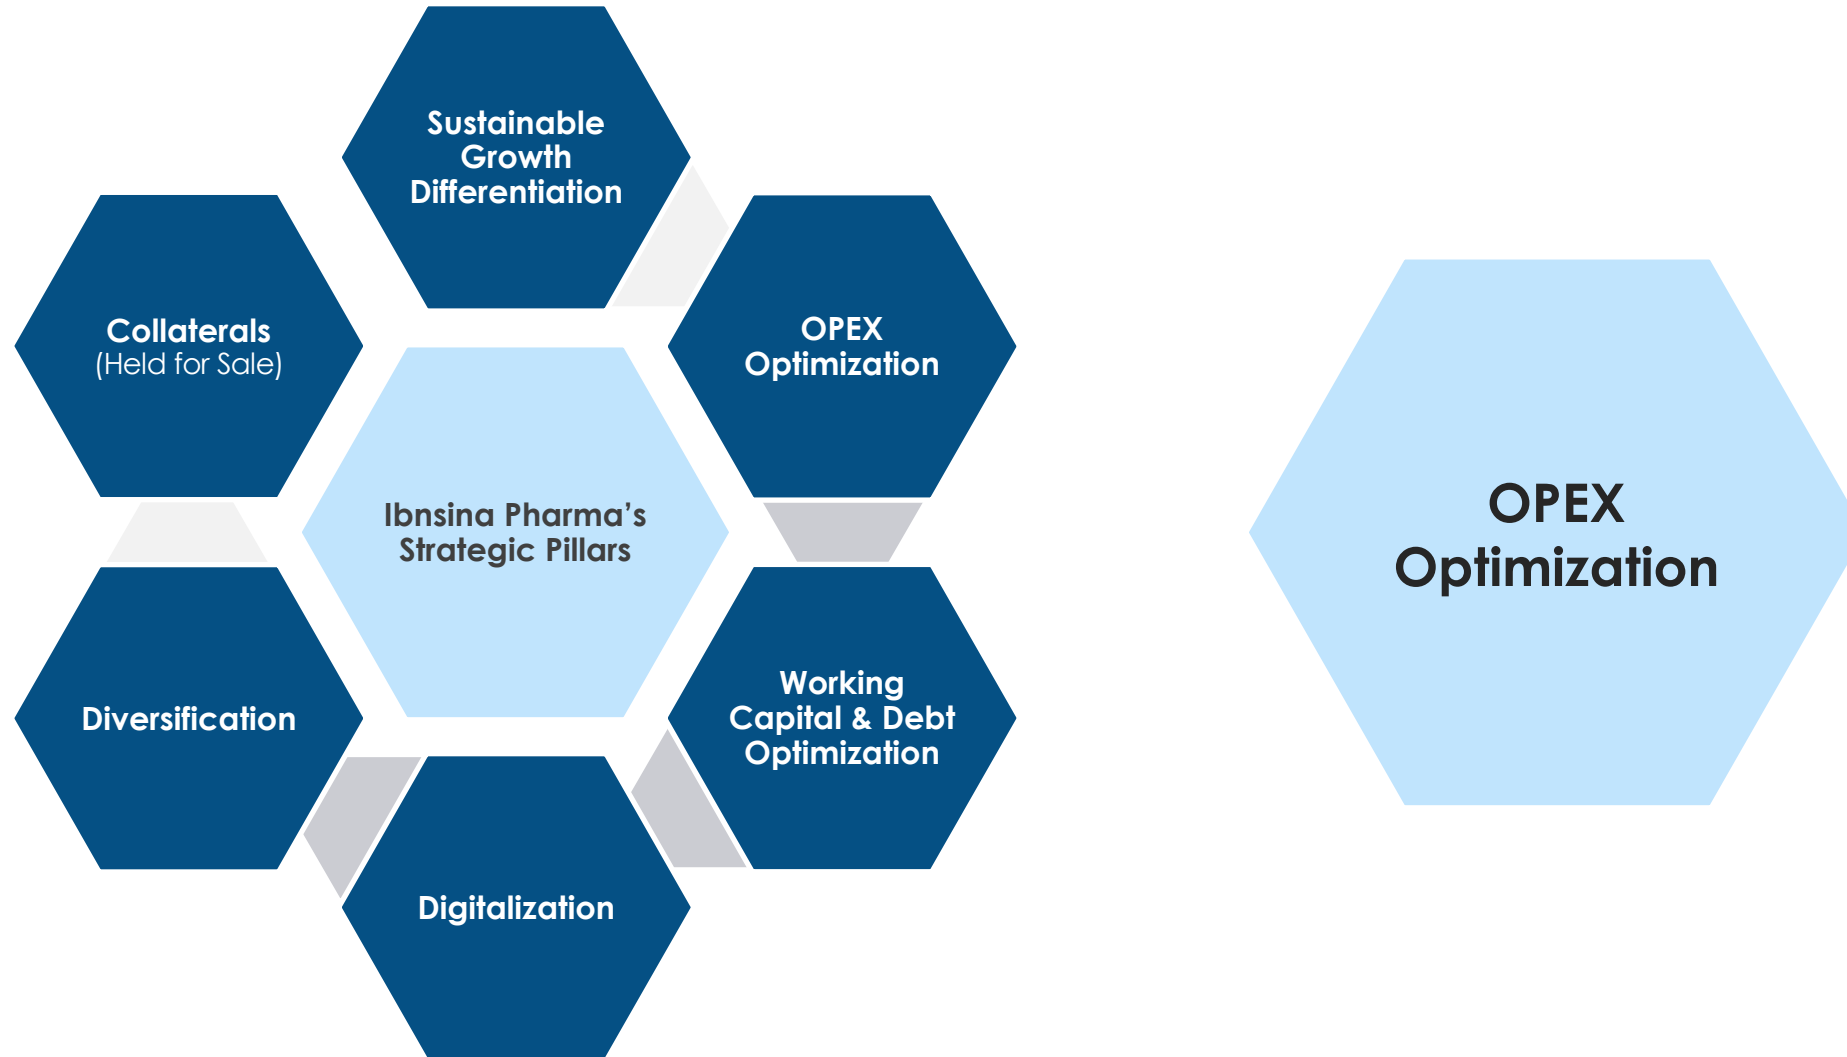 Sustainable
Growth
Differentiation
OPEX
Optimization
Working
Capital & Debt
Optimization
Digitalization
Diversification
Collaterals
(Held for Sale)
Ibnsina Pharma’s
Strategic Pillars
OPEX
Optimization